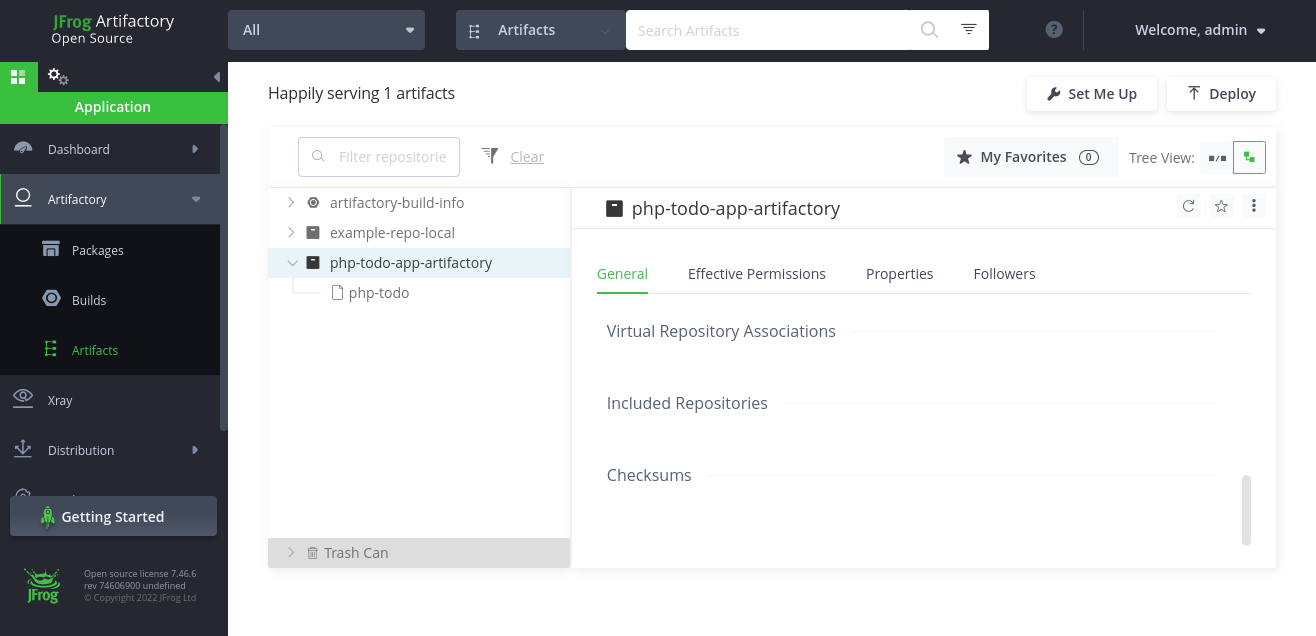 JFrog Artifactory
Open Source
All
Artifacts
Search Artifacts
?
Welcome, admin
Application
Happily serving 1 artifacts
Set Me Up
Deploy
Dashboard
Artifactory
Packages
Builds
Artifacts
Xray
Distribution
Getting Started
JFrog
Open source license 7.46.6
rev 74606900 undefined
© Copyright 2022 JFrog Ltd
Filter repositorie
Clear
My Favorites 0
Tree View:
artifactory-build-info
example-repo-local
php-todo-app-artifactory
php-todo
Trash Can
php-todo-app-artifactory
General
Effective Permissions
Properties
Followers
Virtual Repository Associations
Included Repositories
Checksums